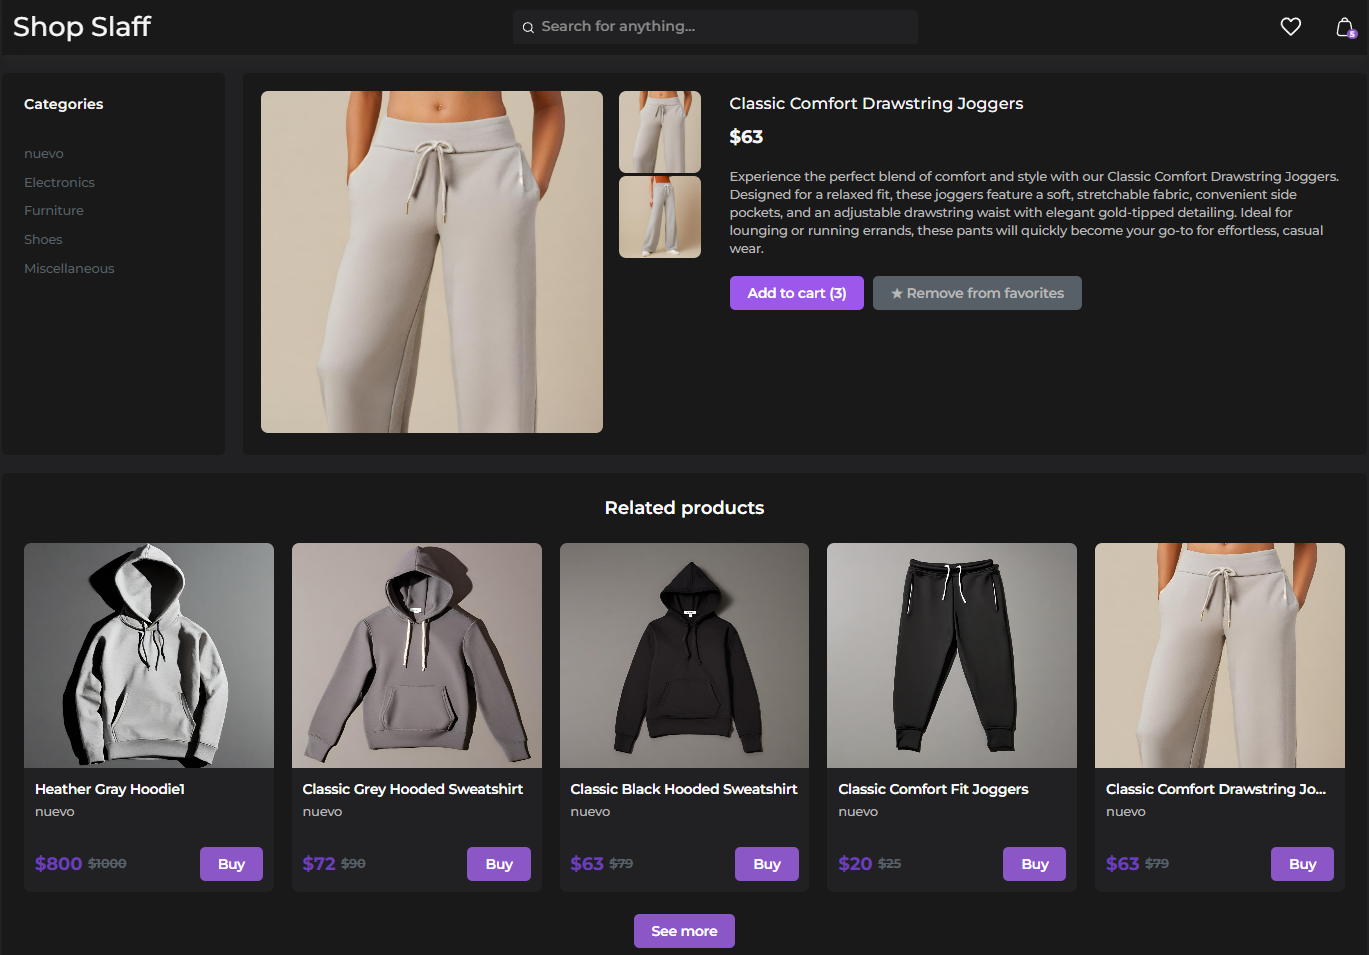 Shop Slaff
Search for anything...
5
Categories
nuevo
Electronics
Furniture
Shoes
Miscellaneous
Classic Comfort Drawstring Joggers
$63
Experience the perfect blend of comfort and style with our Classic Comfort Drawstring Joggers.
Designed for a relaxed fit, these joggers feature a soft, stretchable fabric, convenient side
pockets, and an adjustable drawstring waist with elegant gold-tipped detailing. Ideal for
lounging or running errands, these pants will quickly become your go-to for effortless, casual
wear.
Add to cart (3)
★ Remove from favorites
Related products
Heather Gray Hoodie1
nuevo
$800 $1000
Buy
Classic Grey Hooded Sweatshirt
nuevo
$72 $90
Buy
Classic Black Hooded Sweatshirt
nuevo
$63 $79
Buy
Classic Comfort Fit Joggers
nuevo
$20 $25
Buy
Classic Comfort Drawstring Jo...
nuevo
$63 $79
Buy
See more